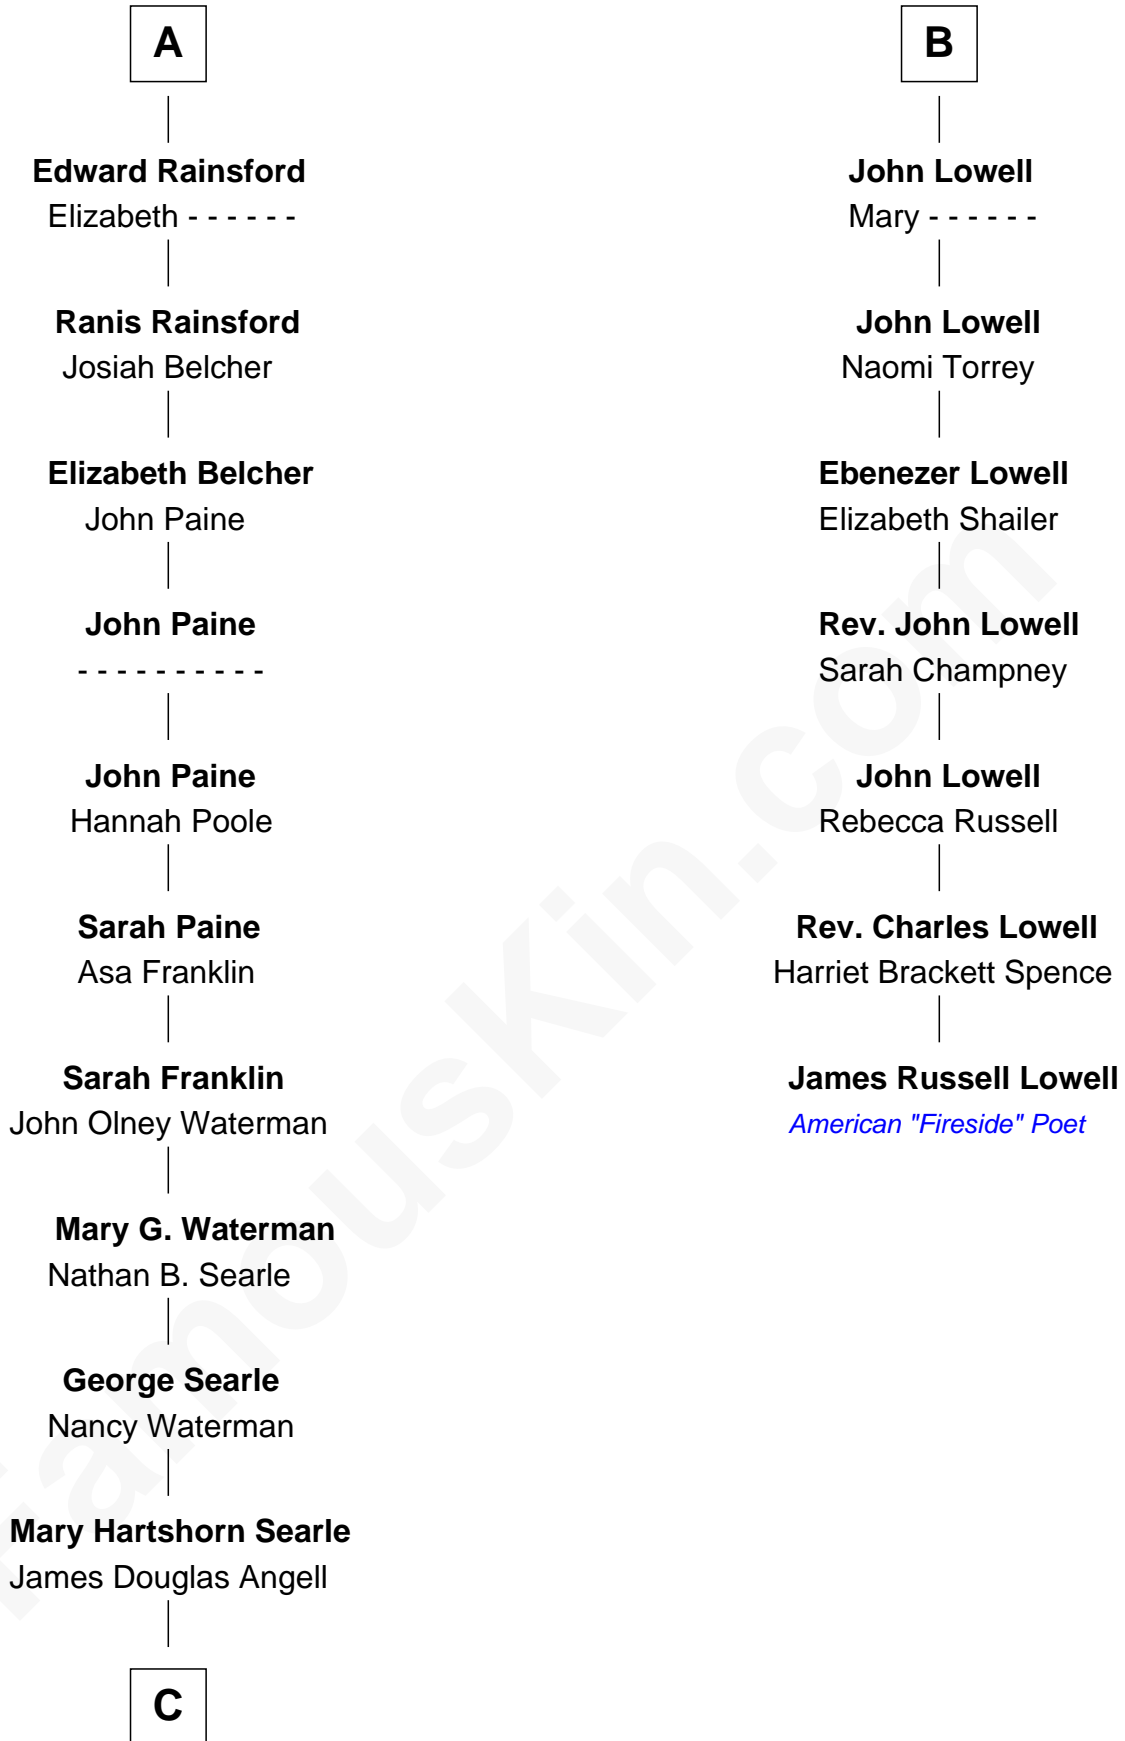 A
Edward Rainsford
Elizabeth - - - - - -
Ranis Rainsford
Josiah Belcher
Elizabeth Belcher
John Paine
John Paine
- - - - - - - - - -
John Paine
Hannah Poole
Sarah Paine
Asa Franklin
Sarah Franklin
John Olney Waterman
Mary G. Waterman
Nathan B. Searle
George Searle
Nancy Waterman
Mary Hartshorn Searle
James Douglas Angell
C
B
John Lowell
Mary - - - - - -
John Lowell
Naomi Torrey
Ebenezer Lowell
Elizabeth Shailer
Rev. John Lowell
Sarah Champney
John Lowell
Rebecca Russell
Rev. Charles Lowell
Harriet Brackett Spence
James Russell Lowell
American "Fireside" Poet
FamousKin.com